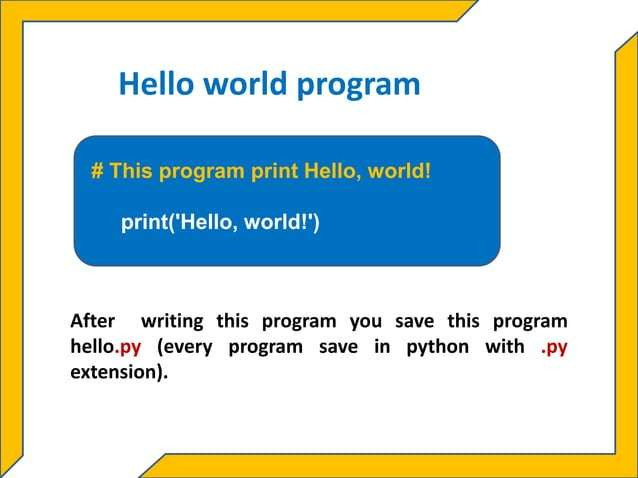 Hello world program
# This program print Hello, world!
print('Hello, world!')
After writing this program you save this program
hello.py (every program save in python with .py
extension).